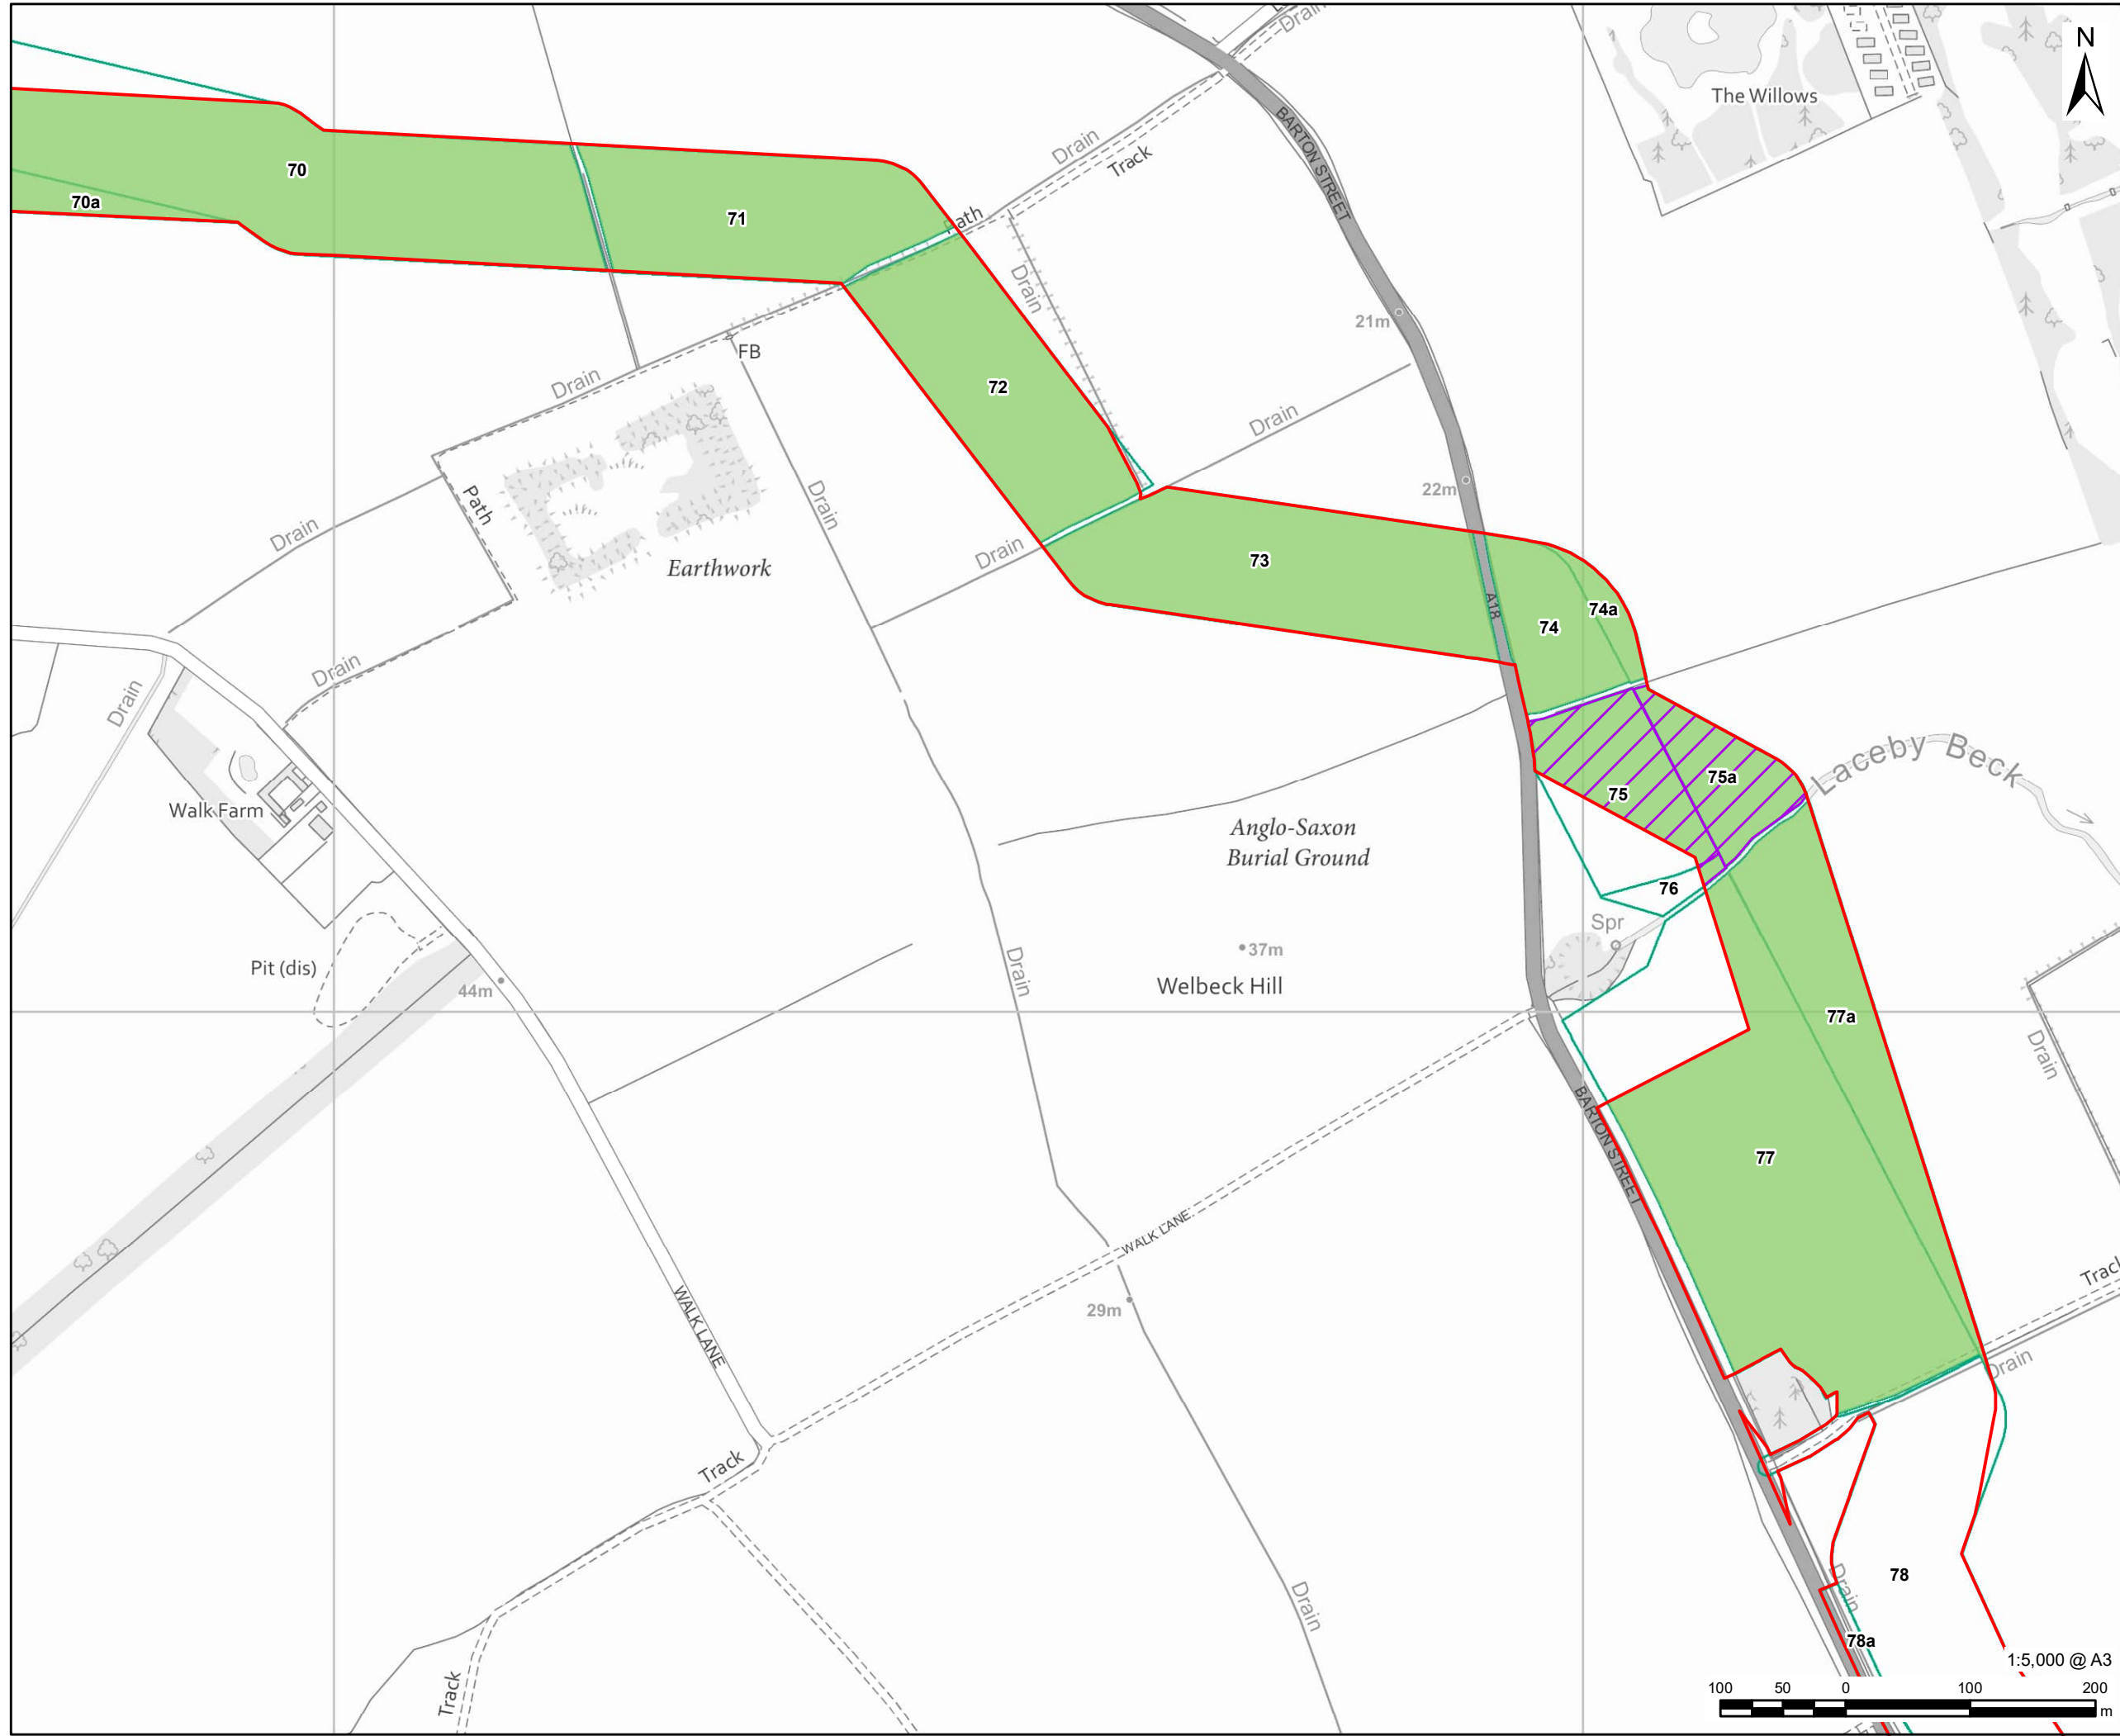 Drain
N
The Willows
BARTON STREET
Drain
Track
70
70a
71
Path
Drain
21m
FB
72
Drain
Drain
22m
Path
Drain
Drain
Drain
Earthwork
73
A18
74a
74
Drain
Drain
Laceby Beck
75a
75
Walk Farm
Anglo-Saxon
Burial Ground
76
Spr
37m
Pit (dis)
44m
Drain
Welbeck Hill
77a
Drain
BARTON STREET
77
WALK LANE
Track
29m
WALK LANE
Drain
Track
78
Drain
Drain
78a
Track
1:5,000 @ A3
100 50 0 100 200
m